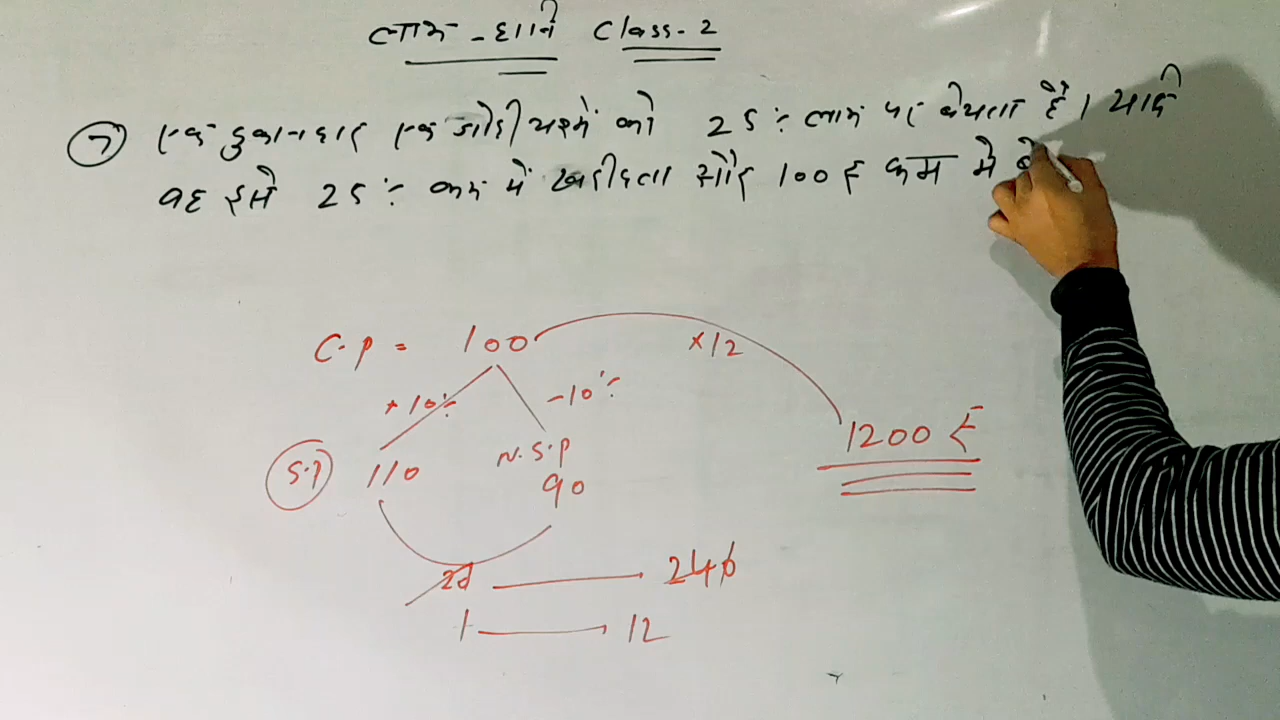 लाभ - हानि Class - 2
7) एक दुकानदार एक जोड़ी चश्मे को 25 % लाभ पर बेचता है । यदि
वह इसे 25 % कम में खरीदता और 100 ₹ कम मे बे
C.P = 100
×12
+10%
-10%
1200 ₹
S.P 110
N.S.P
90
20 240
1 12